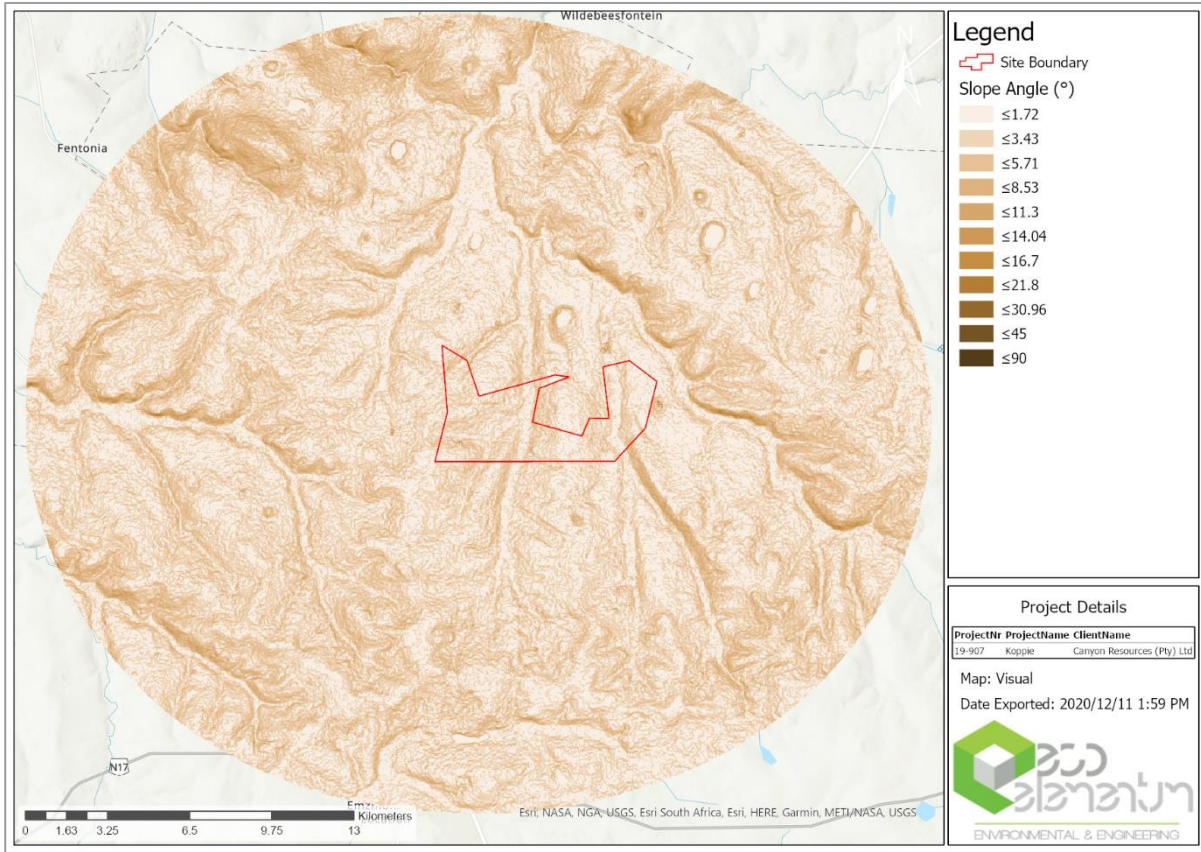 Wildebeesfontein
N
Fentonia
N17
Kilometers
0 1.63 3.25 6.5 9.75 13
Esri, NASA, NGA, USGS, Esri South Africa, Esri, HERE, Garmin, METI/NASA, USGS
Legend
Site Boundary
Slope Angle (°)
≤1.72
≤3.43
≤5.71
≤8.53
≤11.3
≤14.04
≤16.7
≤21.8
≤30.96
≤45
≤90
Project Details
ProjectNr ProjectName ClientName
19-907 Koppie Canyon Resources (Pty) Ltd
Map: Visual
Date Exported: 2020/12/11 1:59 PM
eco
elementum
ENVIRONMENTAL & ENGINEERING